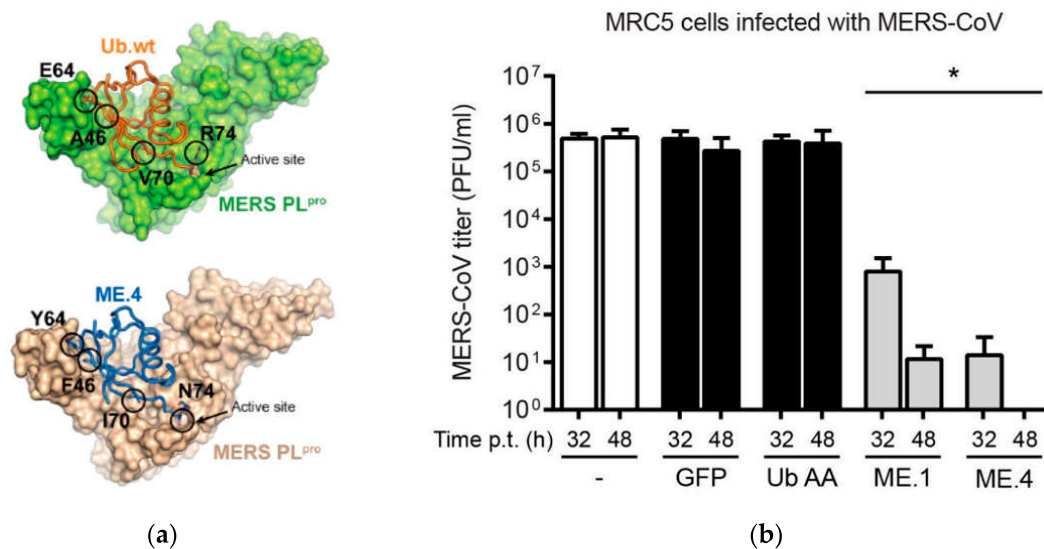 Ub.wt
E64
A46
R74
Active site
V70
MERS PLpro
ME.4
Y64
F46
N74
I70
Active site
MERS PLpro
(a)
MRC5 cells infected with MERS-CoV
*
MERS-CoV titer (PFU/ml)
10⁷
10⁶
10⁵
10⁴
10³
10²
10¹
10⁰
Time p.t. (h) 32 48 32 48 32 48 32 48 32 48
- GFP Ub AA ME.1 ME.4
(b)